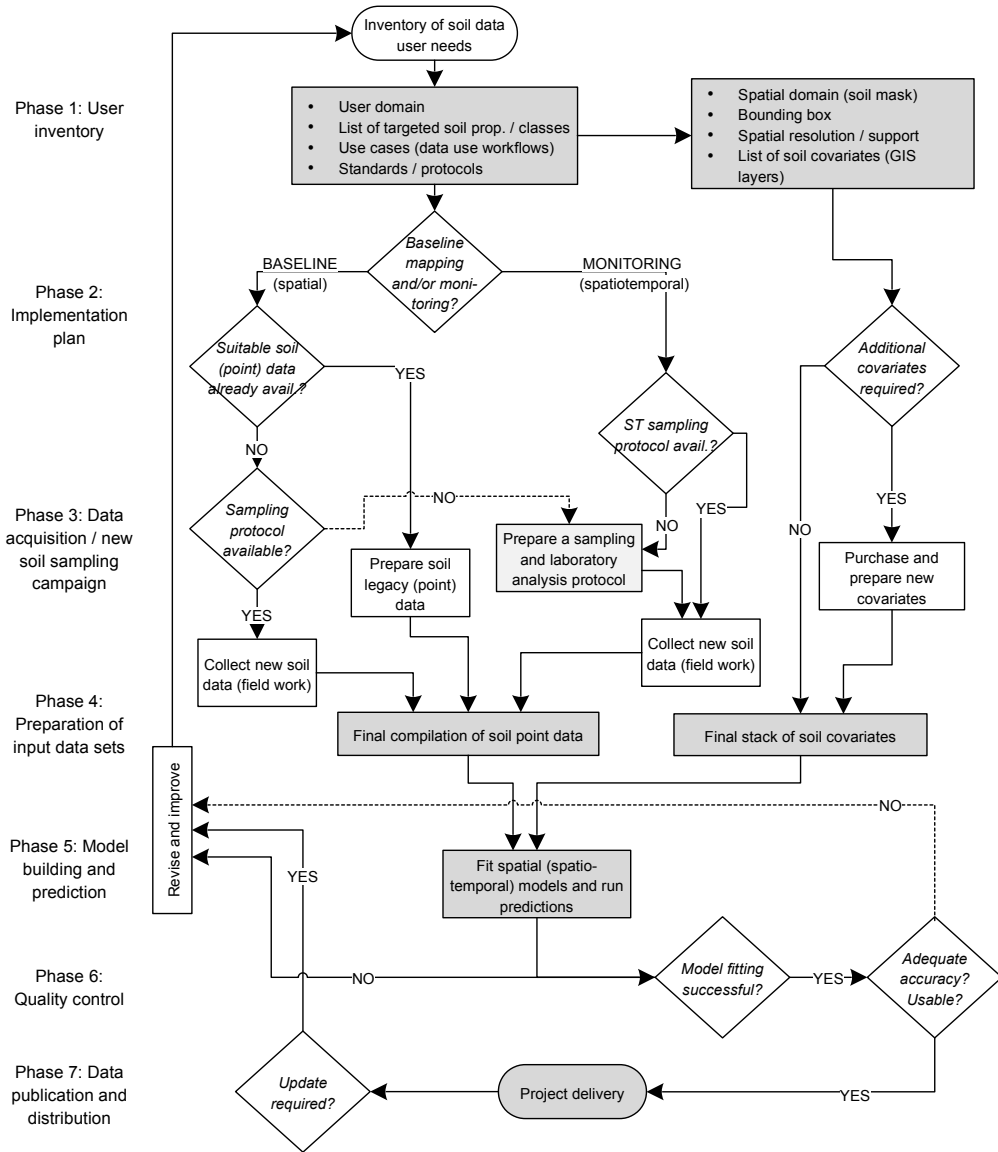 Inventory of soil data
user needs
Phase 1: User
inventory
• User domain
• List of targeted soil prop. / classes
• Use cases (data use workflows)
• Standards / protocols
• Spatial domain (soil mask)
• Bounding box
• Spatial resolution / support
• List of soil covariates (GIS
layers)
Baseline
mapping
and/or moni-
toring?
BASELINE
(spatial)
MONITORING
(spatiotemporal)
Phase 2:
Implementation
plan
Suitable soil
(point) data
already avail.?
YES
NO
ST sampling
protocol avail.?
Additional
covariates
required?
YES
NO
Phase 3: Data
acquisition / new
soil sampling
campaign
Sampling
protocol
available?
NO
YES
Prepare soil
legacy (point)
data
Prepare a sampling
and laboratory
analysis protocol
NO
YES
Purchase and
prepare new
covariates
Collect new soil
data (field work)
Collect new soil
data (field work)
Phase 4:
Preparation of
input data sets
Final compilation of soil point data
Final stack of soil covariates
Revise and improve
NO
Phase 5: Model
building and
prediction
YES
Fit spatial (spatio-
temporal) models and run
predictions
Phase 6:
Quality control
NO
Model fitting
successful?
YES
Adequate
accuracy?
Usable?
Phase 7: Data
publication and
distribution
Update
required?
Project delivery
YES